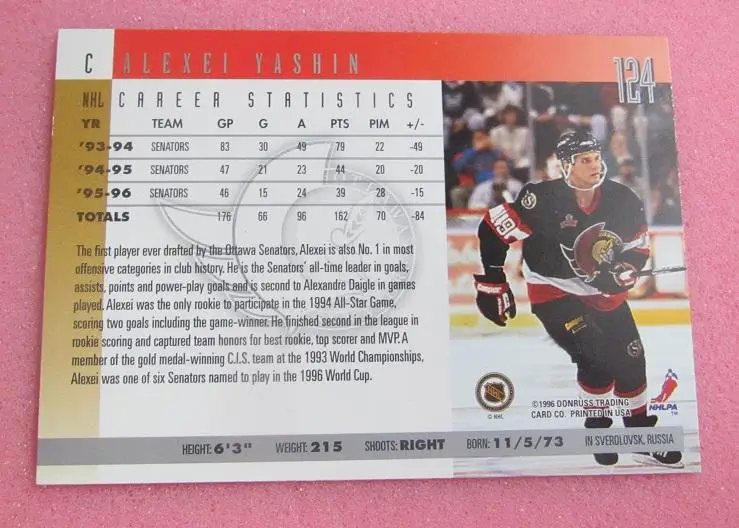 C ALEXEI YASHIN 124
NHL CAREER STATISTICS
YR TEAM GP G A PTS PIM +/-
'93-94 SENATORS 83 30 49 79 22 -49
'94-95 SENATORS 47 21 23 44 20 -20
'95-96 SENATORS 46 15 24 39 28 -15
TOTALS 176 66 96 162 70 -84
The first player ever drafted by the Ottawa Senators, Alexei is also No. 1 in most
offensive categories in club history. He is the Senators' all-time leader in goals,
assists, points and power-play goals and is second to Alexandre Daigle in games
played. Alexei was the only rookie to participate in the 1994 All-Star Game,
scoring two goals including the game-winner. He finished second in the league in
rookie scoring and captured team honors for best rookie, top scorer and MVP. A
member of the gold medal-winning C.I.S. team at the 1993 World Championships,
Alexei was one of six Senators named to play in the 1996 World Cup.
OTTAWA
19
Cooper
Cooper
NHL
© NHL
©1996 DONRUSS TRADING
CARD CO. PRINTED IN USA
NHLPA
TM
HEIGHT: 6'3" WEIGHT: 215 SHOOTS: RIGHT BORN: 11/5/73 IN SVERDLOVSK, RUSSIA